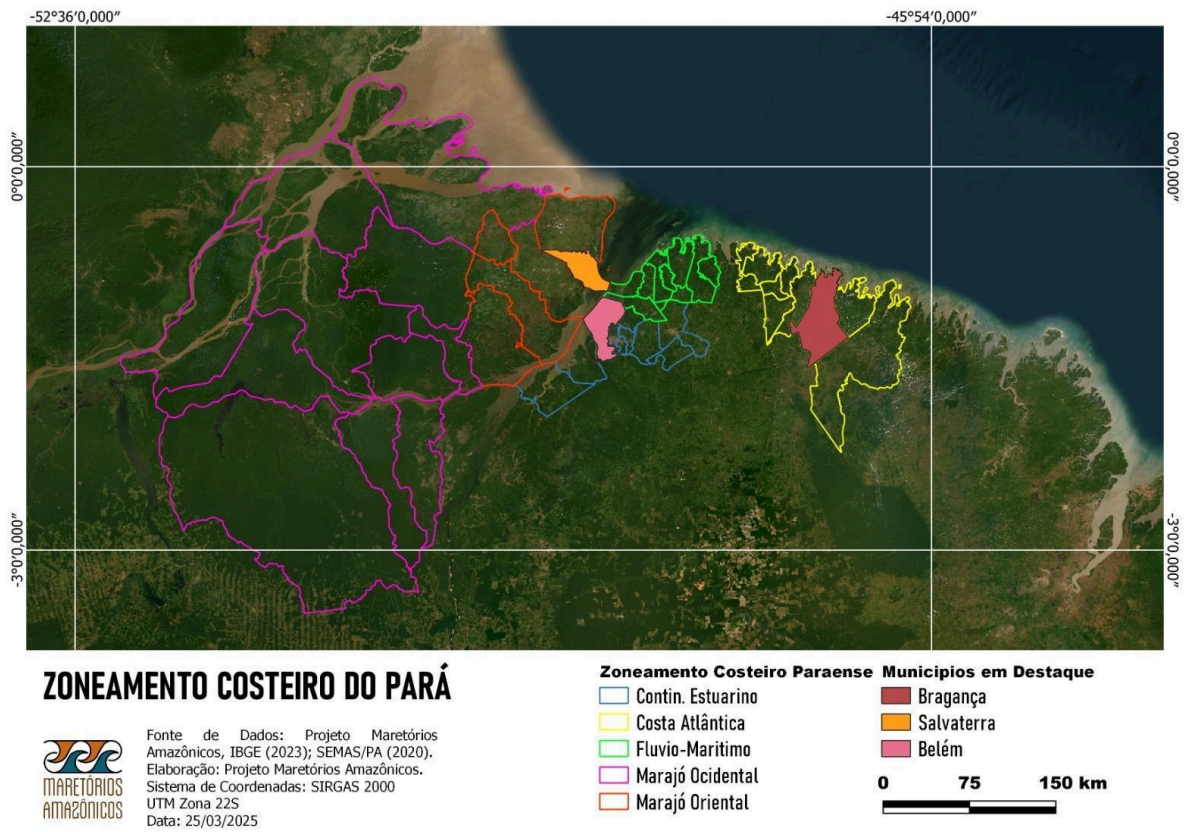 -52°36'0,000"
-45°54'0,000"
0°0'0,000"
0°0'0,000"
-3°0'0,000"
-3°0'0,000"
ZONEAMENTO COSTEIRO DO PARÁ
MARETÓRIOS
AMAZÔNICOS
Fonte de Dados: Projeto Maretórios
Amazônicos, IBGE (2023); SEMAS/PA (2020).
Elaboração: Projeto Maretórios Amazônicos.
Sistema de Coordenadas: SIRGAS 2000
UTM Zona 22S
Data: 25/03/2025
Zoneamento Costeiro Paraense
Contin. Estuarino
Costa Atlântica
Fluvio-Maritimo
Marajó Ocidental
Marajó Oriental
Municipios em Destaque
Bragança
Salvaterra
Belém
0 75 150 km